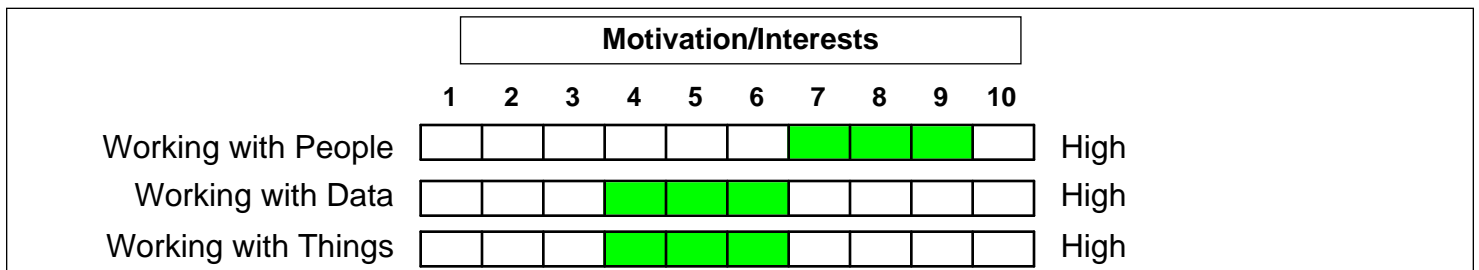 Motivation/Interests
1 2 3 4 5 6 7 8 9 10
Working with People High
Working with Data High
Working with Things High